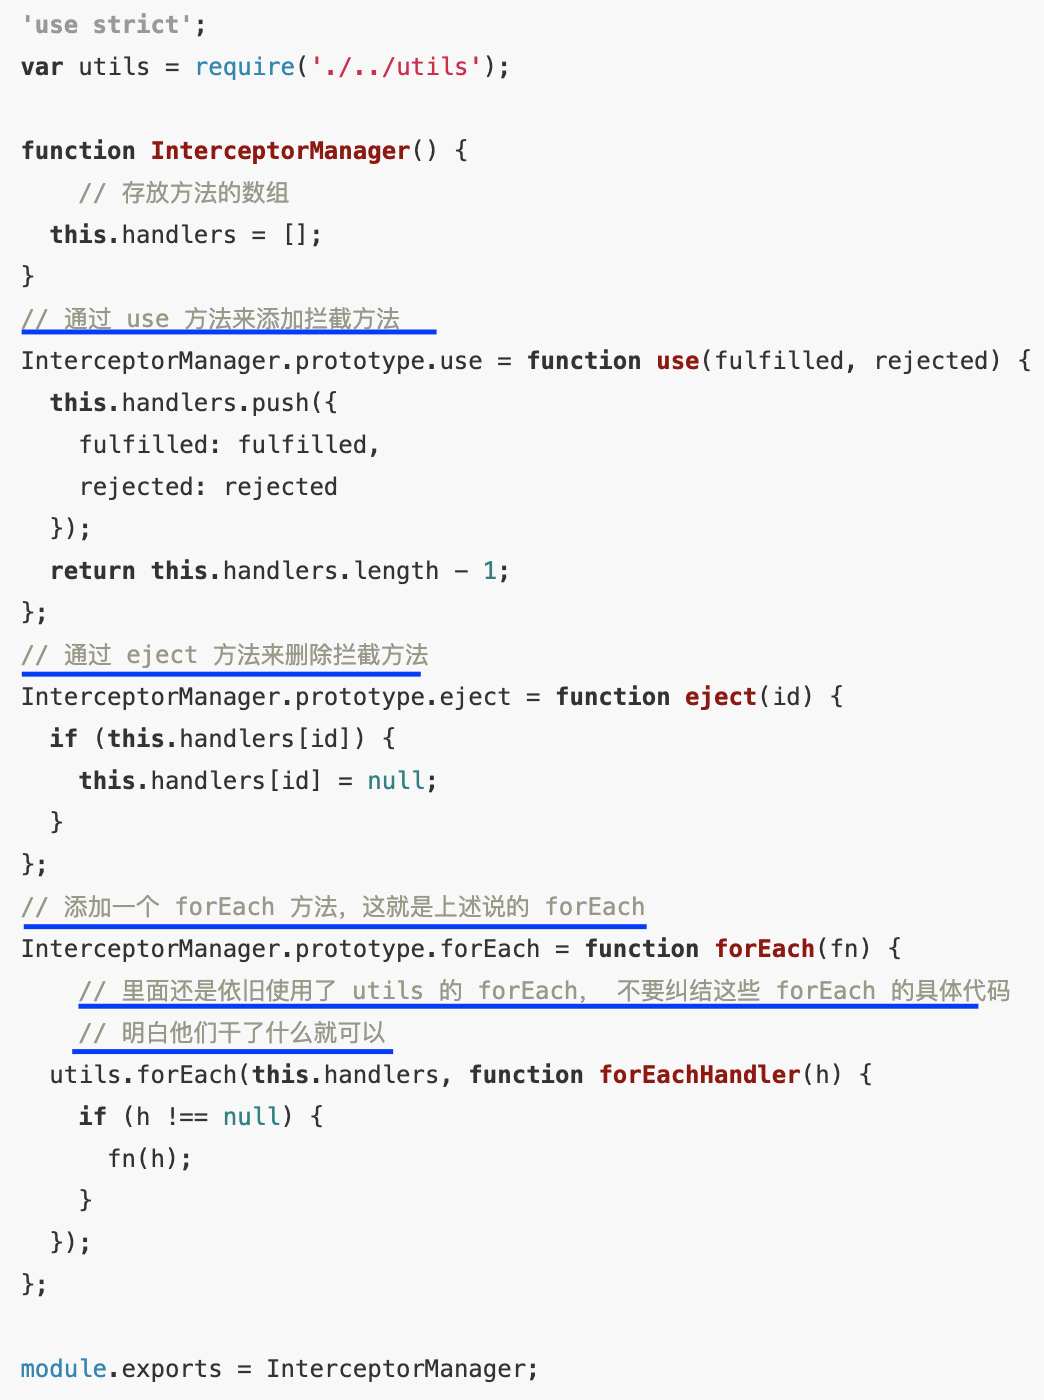 'use strict';
var utils = require('./../utils');
function InterceptorManager() {
// 存放方法的数组
this.handlers = [];
}
// 通过 use 方法来添加拦截方法
InterceptorManager.prototype.use = function use(fulfilled, rejected) {
this.handlers.push({
fulfilled: fulfilled,
rejected: rejected
});
return this.handlers.length - 1;
};
// 通过 eject 方法来删除拦截方法
InterceptorManager.prototype.eject = function eject(id) {
if (this.handlers[id]) {
this.handlers[id] = null;
}
};
// 添加一个 forEach 方法，这就是上述说的 forEach
InterceptorManager.prototype.forEach = function forEach(fn) {
// 里面还是依旧使用了 utils 的 forEach， 不要纠结这些 forEach 的具体代码
// 明白他们干了什么就可以
utils.forEach(this.handlers, function forEachHandler(h) {
if (h !== null) {
fn(h);
}
});
};
module.exports = InterceptorManager;